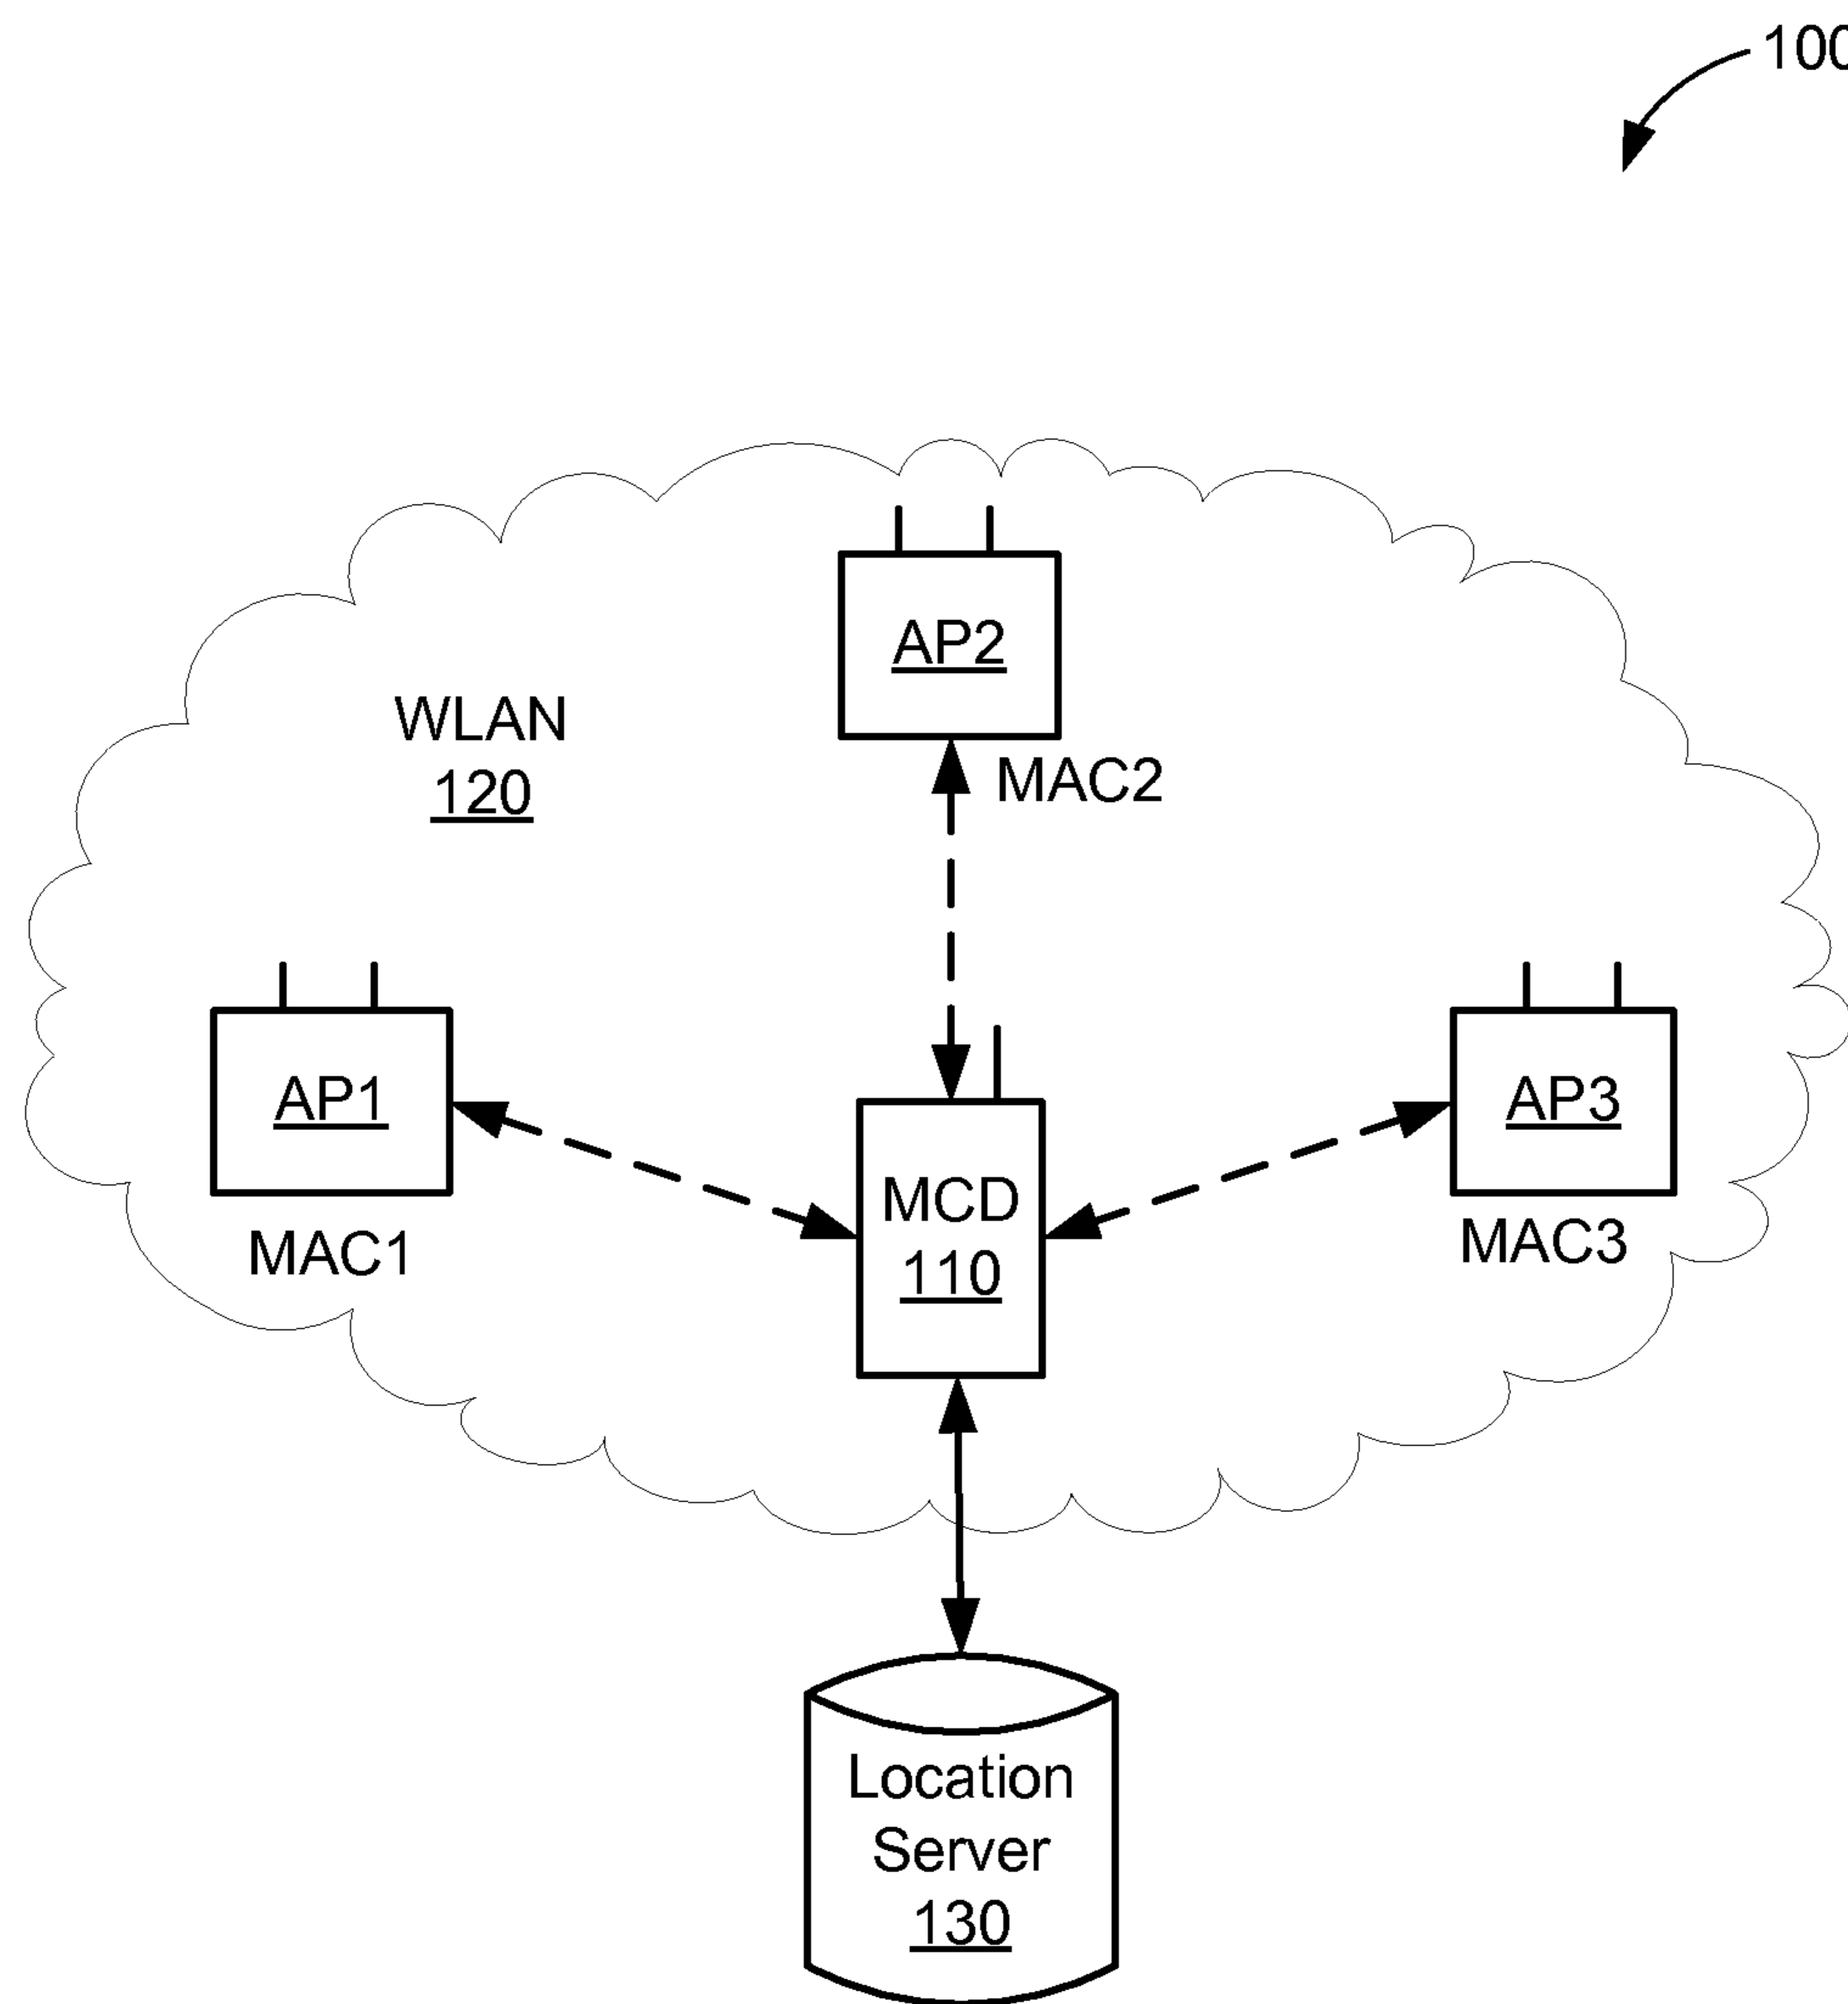 100
AP2
WLAN
120
MAC2
AP1
AP3
MCD
110
MAC1
MAC3
Location
Server
130